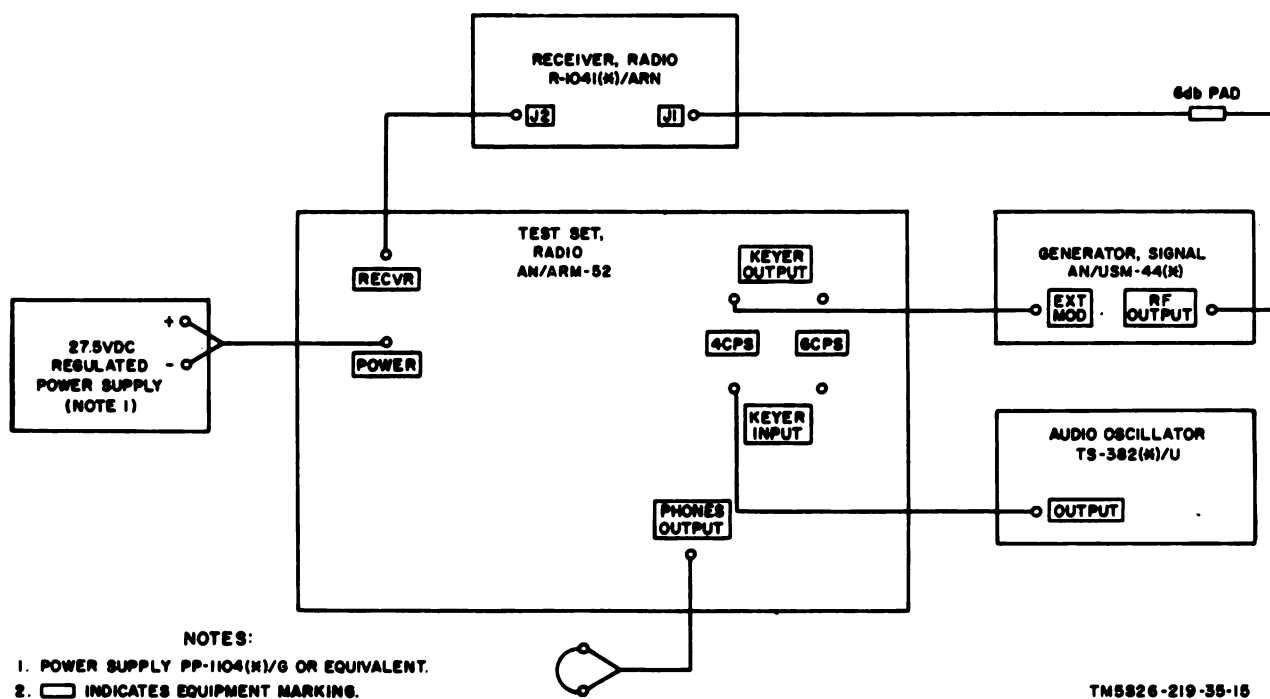 RECEIVER, RADIO
R-1041(*)/ARN
J2
J1
6db PAD
TEST SET,
RADIO
AN/ARM-52
RECVR
KEYER
OUTPUT
GENERATOR, SIGNAL
AN/USM-44(*)
EXT
MOD
RF
OUTPUT
+
-
27.5VDC
REGULATED
POWER SUPPLY
(NOTE 1)
POWER
4CPS
6CPS
KEYER
INPUT
AUDIO OSCILLATOR
TS-382(*)/U
OUTPUT
PHONES
OUTPUT
NOTES:
1. POWER SUPPLY PP-1104(*)/G OR EQUIVALENT.
2. INDICATES EQUIPMENT MARKING.
TM5826-219-35-15